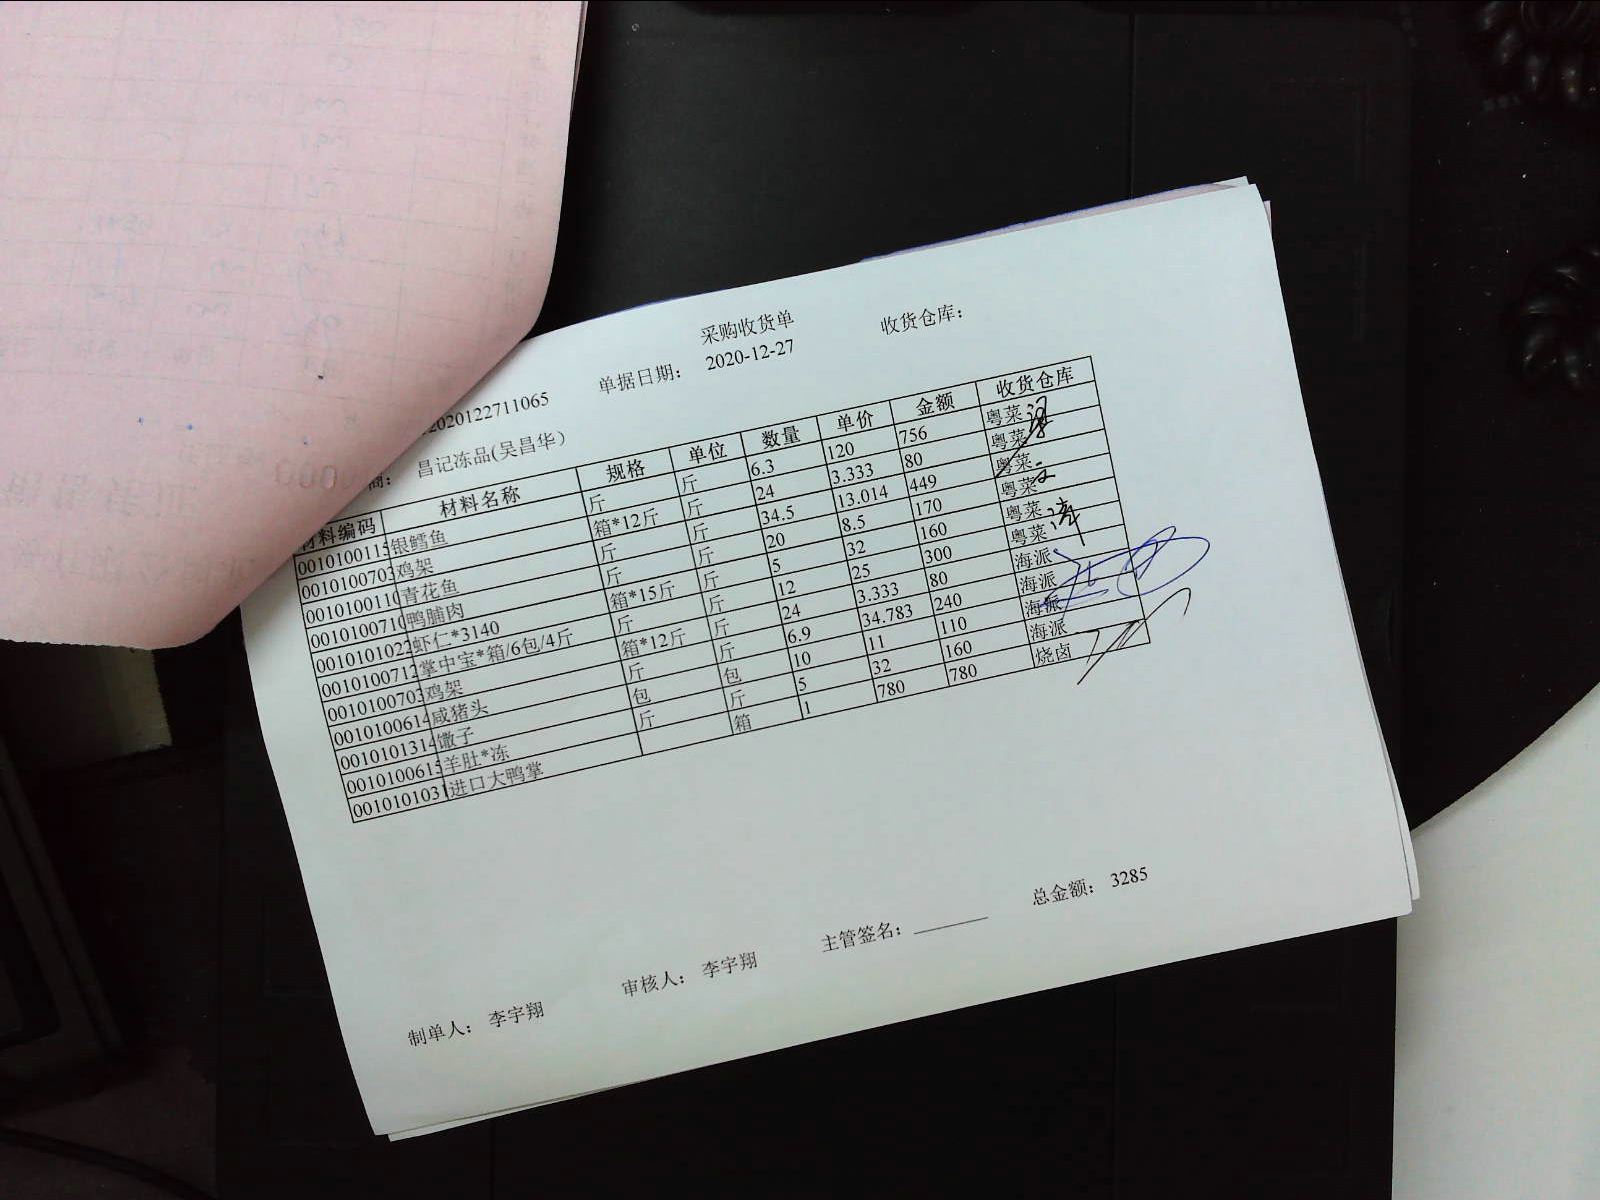 采购收货单
2020122711065 单据日期： 2020-12-27 收货仓库：
商： 昌记冻品(吴昌华)
材料编码 材料名称 规格 单位 数量 单价 金额 收货仓库
0010100115 银鳕鱼 斤 斤 6.3 120 756 粤菜
0010100703 鸡架 箱*12斤 斤 24 3.333 80 粤菜
0010100110 青花鱼 斤 斤 34.5 13.014 449 粤菜
0010100710 鸭脯肉 斤 斤 20 8.5 170 粤菜
0010101022 虾仁*3140 箱*15斤 斤 5 32 160 粤菜
0010100712 掌中宝*箱/6包/4斤 斤 斤 12 25 300 粤菜
0010100703 鸡架 箱*12斤 斤 24 3.333 80 海派
0010100614 咸猪头 斤 斤 6.9 34.783 240 海派
0010101314 馓子 包 包 10 11 110 海派
0010100615 羊肚*冻 斤 斤 5 32 160 海派
0010101031 进口大鸭掌 箱 1 780 780 烧卤
总金额： 3285
制单人： 李宇翔 审核人： 李宇翔 主管签名：